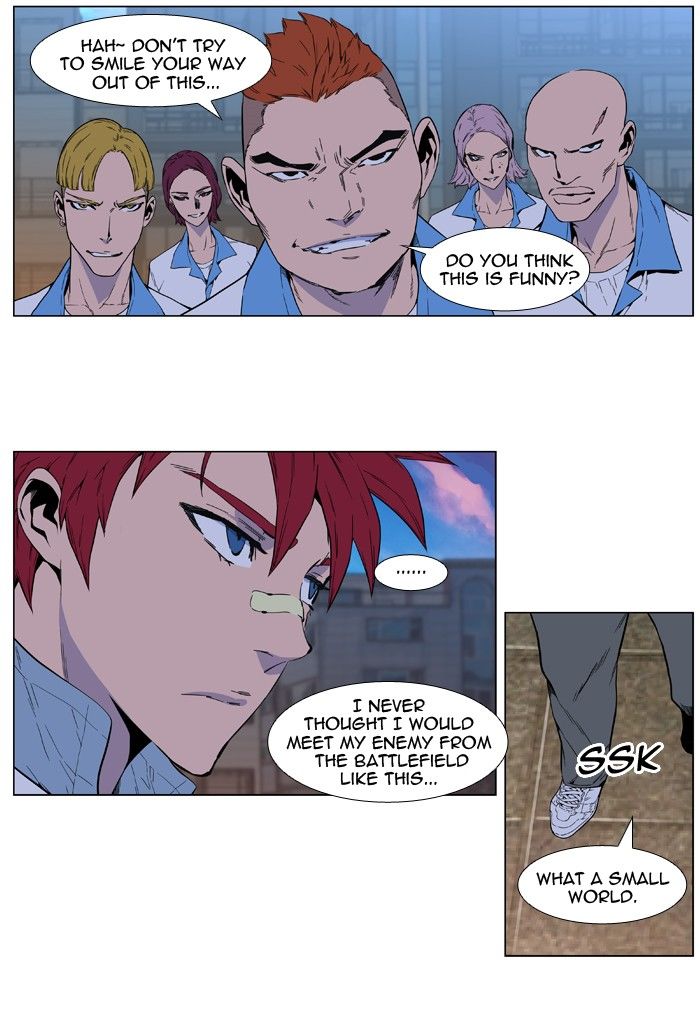 HAH~ DON'T TRY
TO SMILE YOUR WAY
OUT OF THIS...
DO YOU THINK
THIS IS FUNNY?
......
I NEVER
THOUGHT I WOULD
MEET MY ENEMY FROM
THE BATTLEFIELD
LIKE THIS...
SSK
WHAT A SMALL
WORLD.